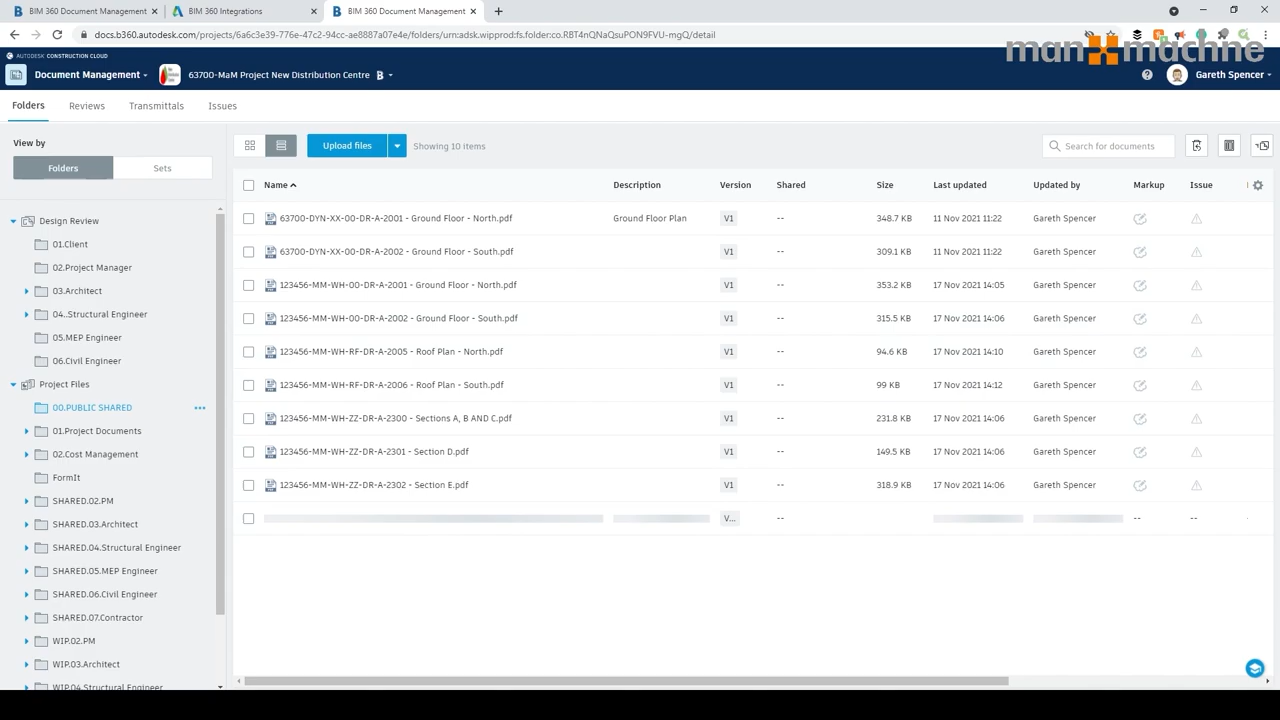 BIM 360 Document Management
BIM 360 Integrations
BIM 360 Document Management
docs.b360.autodesk.com/projects/6a6c3e39-776e-47c2-94cc-ae8887a07e4e/folders/urn:adsk.wipprod:fs.folder:co.RBT4nQNaQsuPON9FVU-mgQ/detail
man machine
AUTODESK CONSTRUCTION CLOUD
Document Management
63700-MaM Project New Distribution Centre
Gareth Spencer
Folders Reviews Transmittals Issues
View by
Folders Sets
Upload files
Showing 10 items
Search for documents
Name Description Version Shared Size Last updated Updated by Markup Issue
63700-DYN-XX-00-DR-A-2001 - Ground Floor - North.pdf Ground Floor Plan V1 -- 348.7 KB 11 Nov 2021 11:22 Gareth Spencer
63700-DYN-XX-00-DR-A-2002 - Ground Floor - South.pdf V1 -- 309.1 KB 11 Nov 2021 11:22 Gareth Spencer
123456-MM-WH-00-DR-A-2001 - Ground Floor - North.pdf V1 -- 353.2 KB 17 Nov 2021 14:05 Gareth Spencer
123456-MM-WH-00-DR-A-2002 - Ground Floor - South.pdf V1 -- 315.5 KB 17 Nov 2021 14:06 Gareth Spencer
123456-MM-WH-RF-DR-A-2005 - Roof Plan - North.pdf V1 -- 94.6 KB 17 Nov 2021 14:10 Gareth Spencer
123456-MM-WH-RF-DR-A-2006 - Roof Plan - South.pdf V1 -- 99 KB 17 Nov 2021 14:12 Gareth Spencer
123456-MM-WH-ZZ-DR-A-2300 - Sections A, B AND C.pdf V1 -- 231.8 KB 17 Nov 2021 14:06 Gareth Spencer
123456-MM-WH-ZZ-DR-A-2301 - Section D.pdf V1 -- 149.5 KB 17 Nov 2021 14:06 Gareth Spencer
123456-MM-WH-ZZ-DR-A-2302 - Section E.pdf V1 -- 318.9 KB 17 Nov 2021 14:06 Gareth Spencer
V... -- -- --
Design Review
01.Client
02.Project Manager
03.Architect
04..Structural Engineer
05.MEP Engineer
06.Civil Engineer
Project Files
00.PUBLIC SHARED
01.Project Documents
02.Cost Management
FormIt
SHARED.02.PM
SHARED.03.Architect
SHARED.04.Structural Engineer
SHARED.05.MEP Engineer
SHARED.06.Civil Engineer
SHARED.07.Contractor
WIP.02.PM
WIP.03.Architect
WIP.04.Structural Engineer